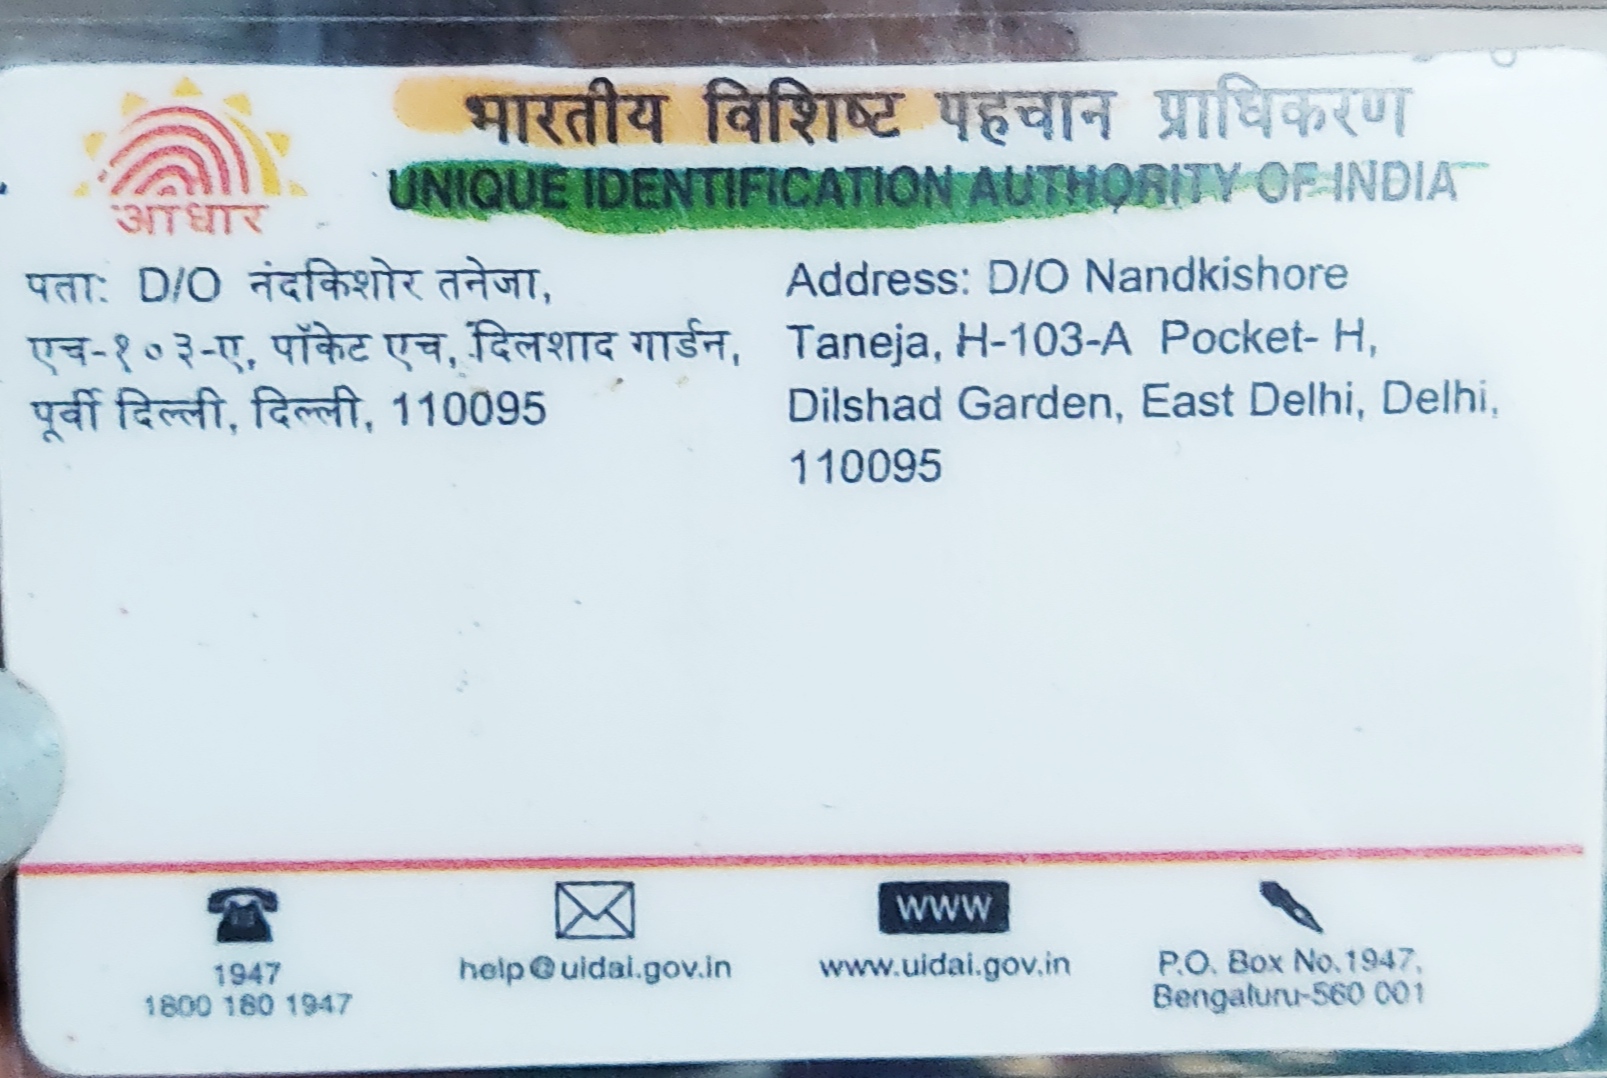 भारतीय विशिष्ट पहचान प्राधिकरण
UNIQUE IDENTIFICATION AUTHORITY OF INDIA
आधार
पता: D/O नंदकिशोर तनेजा,
एच-१०३-ए, पॉकेट एच, दिलशाद गार्डन,
पूर्वी दिल्ली, दिल्ली, 110095
Address: D/O Nandkishore
Taneja, H-103-A Pocket- H,
Dilshad Garden, East Delhi, Delhi,
110095
1947
1800 180 1947
help@uidai.gov.in
www
www.uidai.gov.in
P.O. Box No.1947,
Bengaluru-560 001